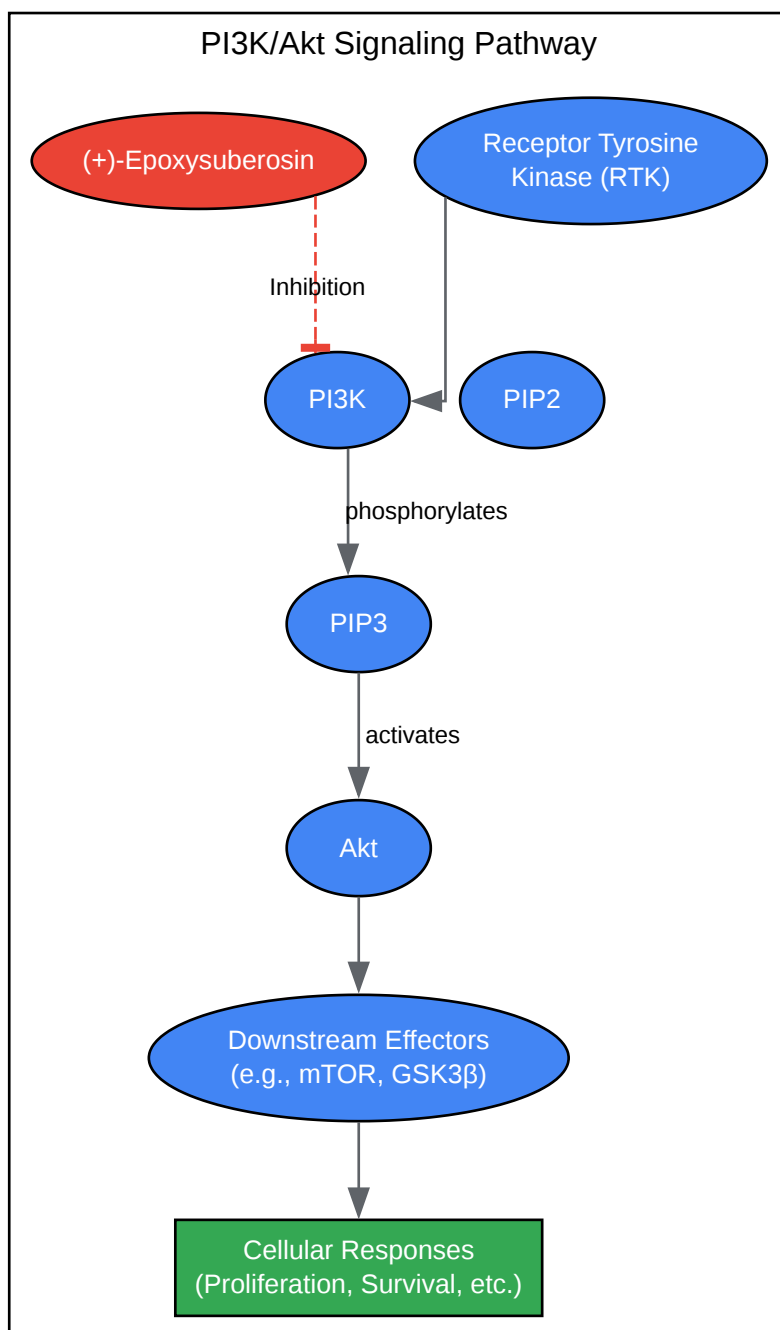 PI3K/Akt Signaling Pathway
(+)-Epoxysuberosin
Receptor Tyrosine
Kinase (RTK)
Inhibition
PI3K
PIP2
phosphorylates
PIP3
activates
Akt
Downstream Effectors
(e.g., mTOR, GSK3β)
Cellular Responses
(Proliferation, Survival, etc.)